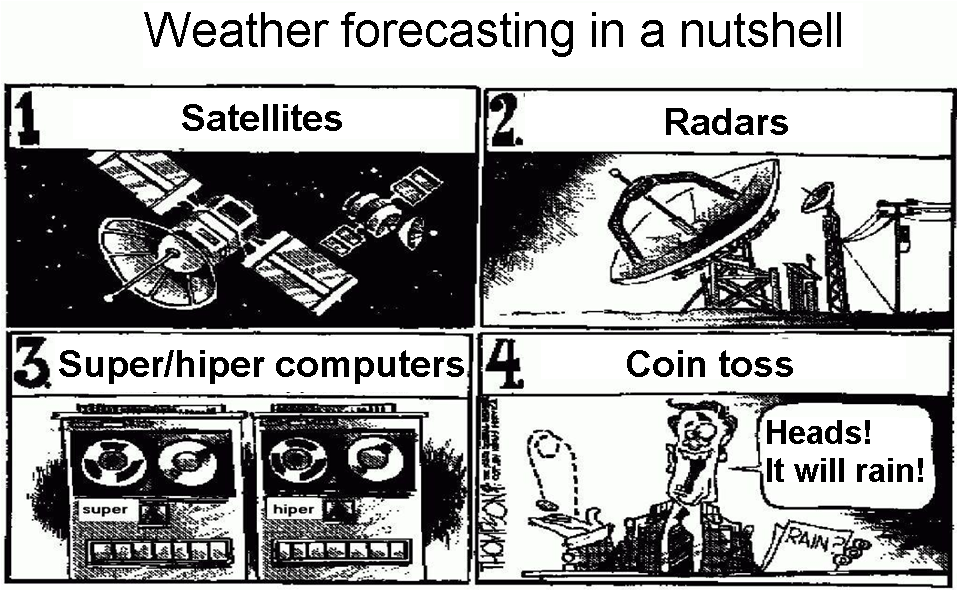 Weather forecasting in a nutshell
1 Satellites
2. Radars
3. Super/hiper computers
4. Coin toss
super
hiper
Heads!
It will rain!
THOMPSON
RAIN?